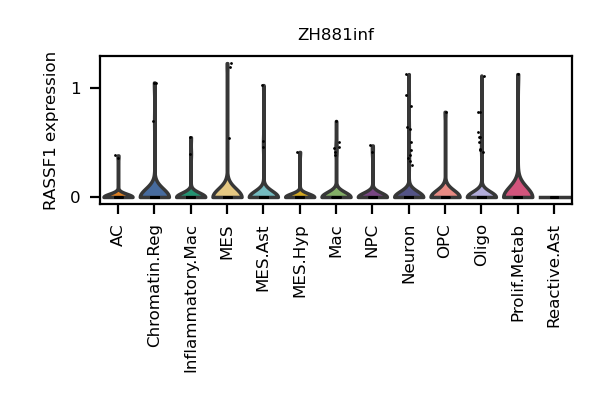 ZH881inf
RASSF1 expression
1
0
AC
Chromatin.Reg
Inflammatory.Mac
MES
MES.Ast
MES.Hyp
Mac
NPC
Neuron
OPC
Oligo
Prolif.Metab
Reactive.Ast